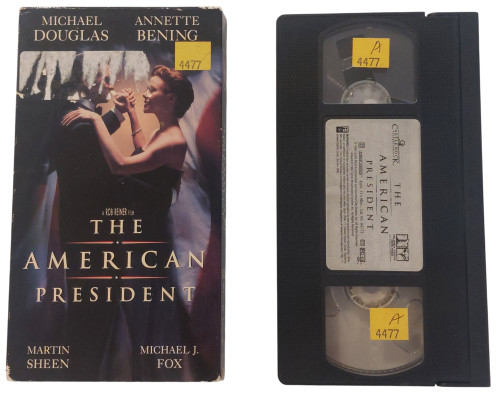 MICHAEL DOUGLAS
ANNETTE BENING
4477
A ROB REINER FILM
THE
AMERICAN
PRESIDENT
MARTIN SHEEN
MICHAEL J. FOX
A
4477
THE
AMERICAN
PRESIDENT
A
4477